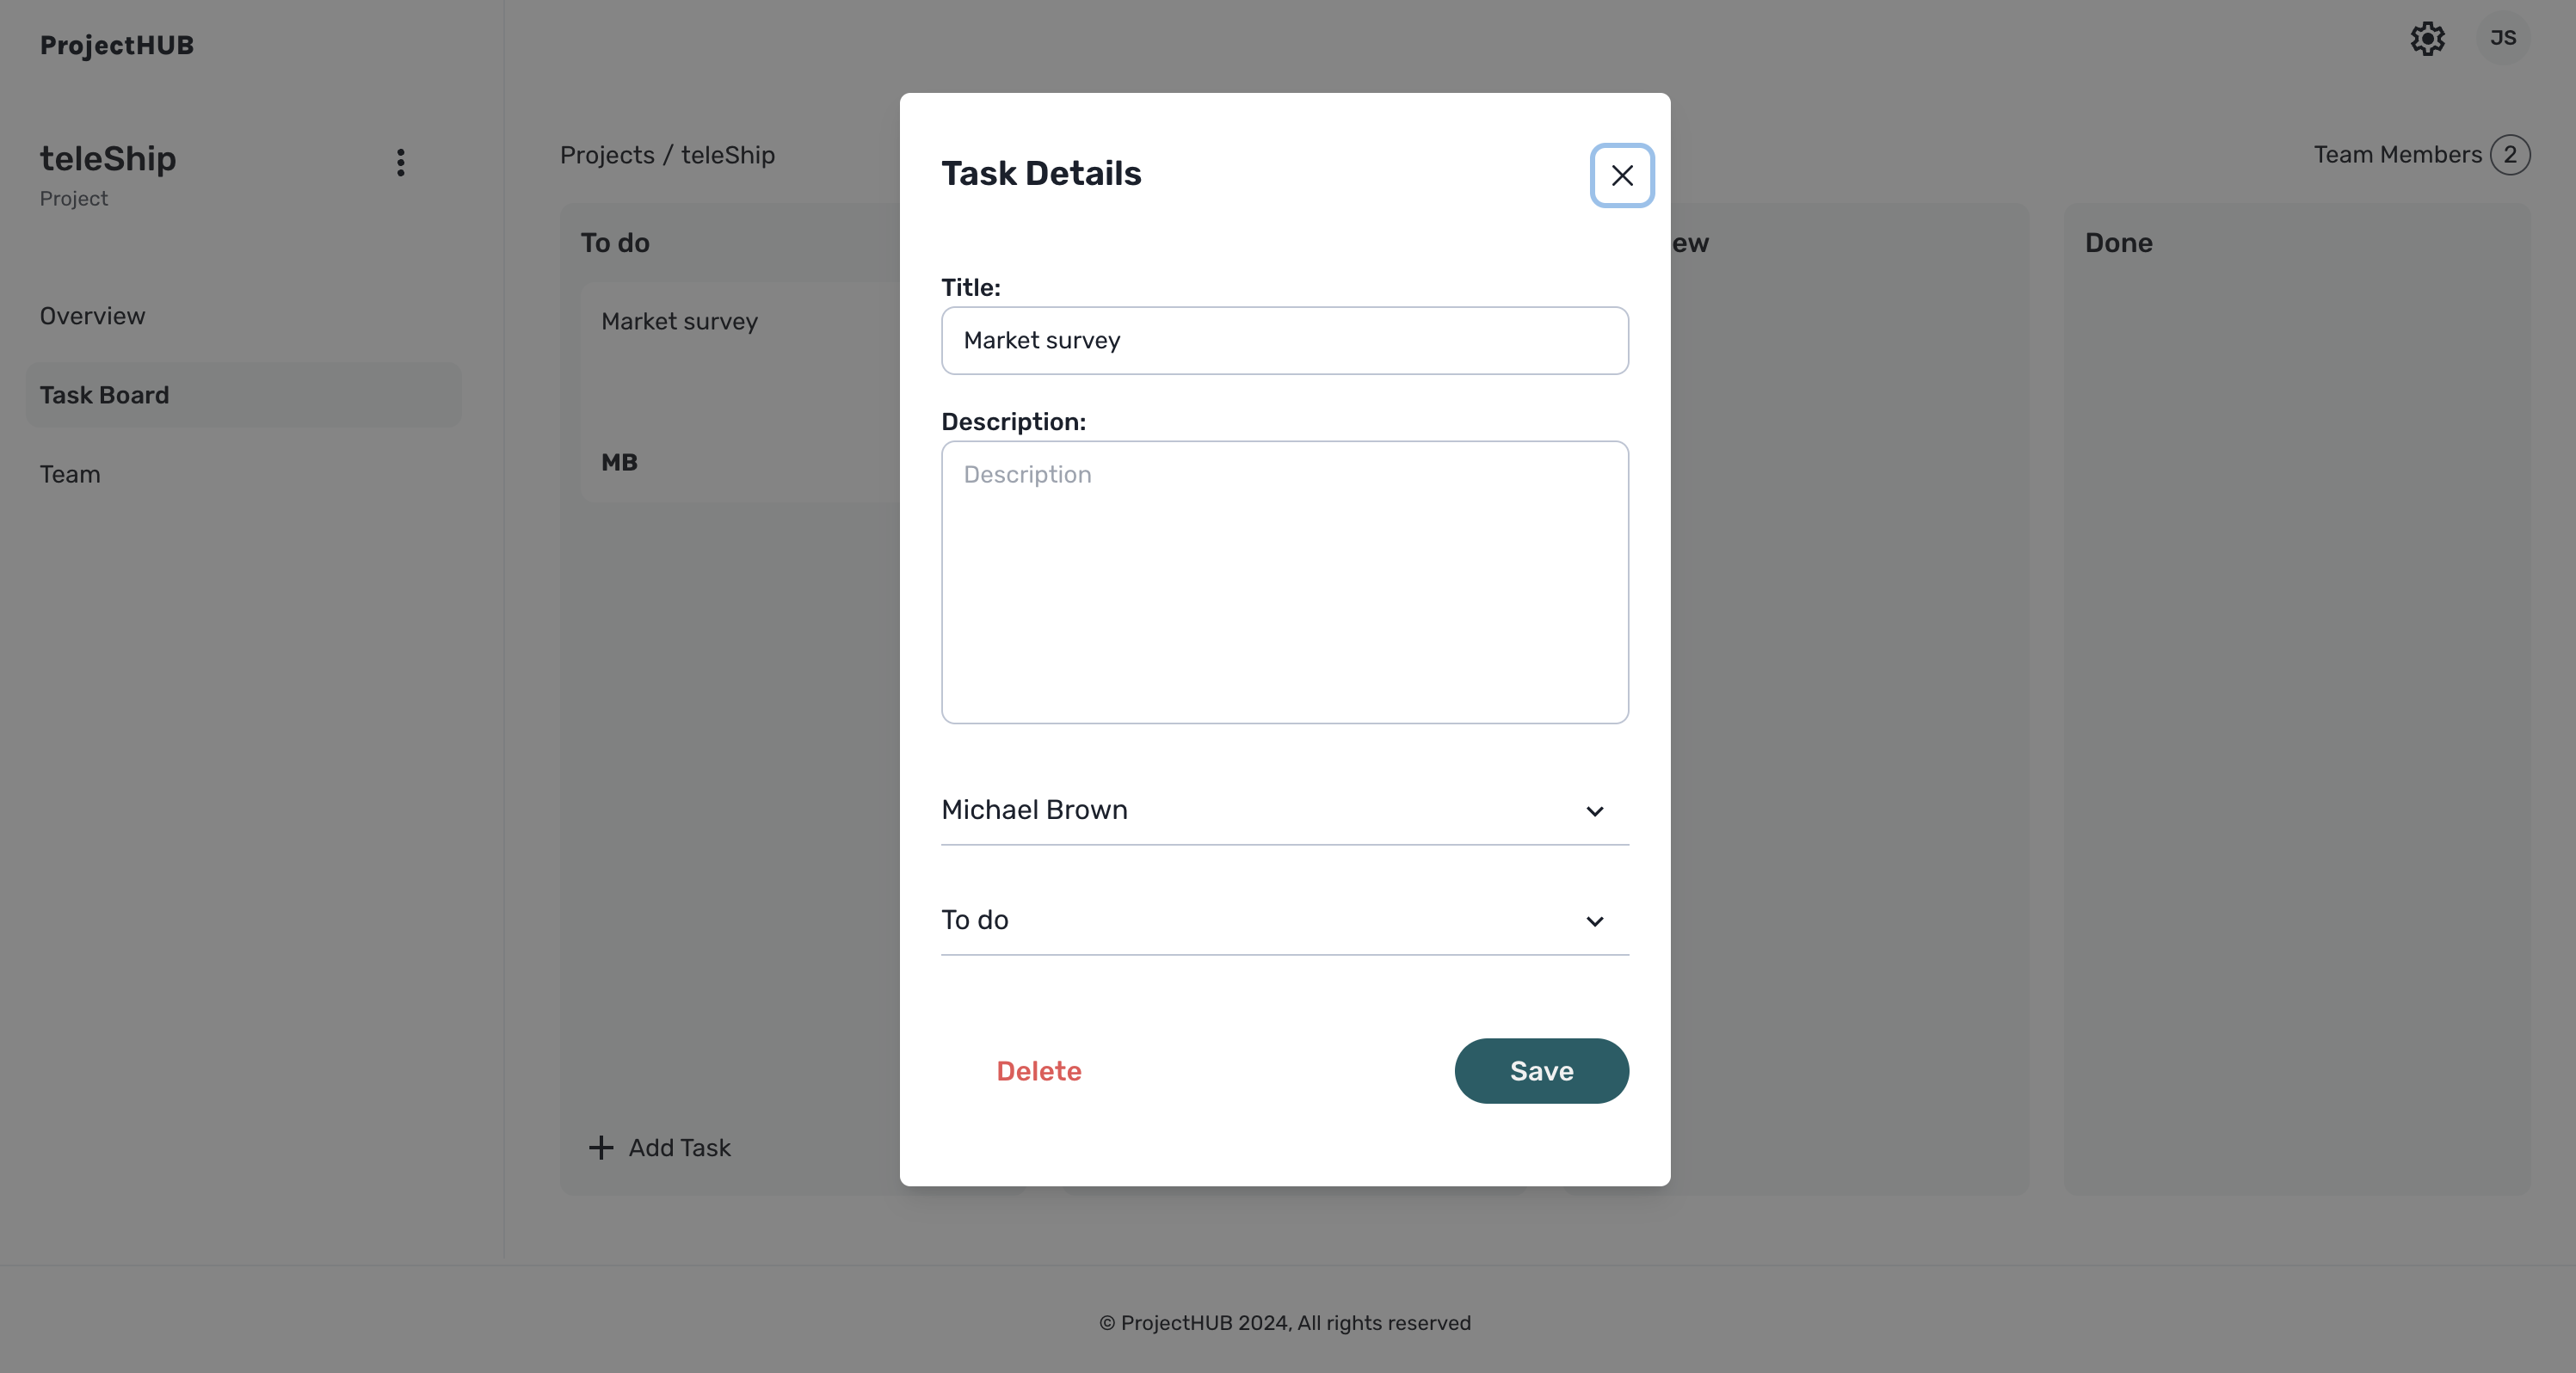 ProjectHUB
JS
teleShip
Project
Overview
Task Board
Team
Projects / teleShip
Team Members 2
To do
Market survey
MB
Add Task
ew
Done
Task Details
Title:
Market survey
Description:
Description
Michael Brown
To do
Delete
Save
© ProjectHUB 2024, All rights reserved